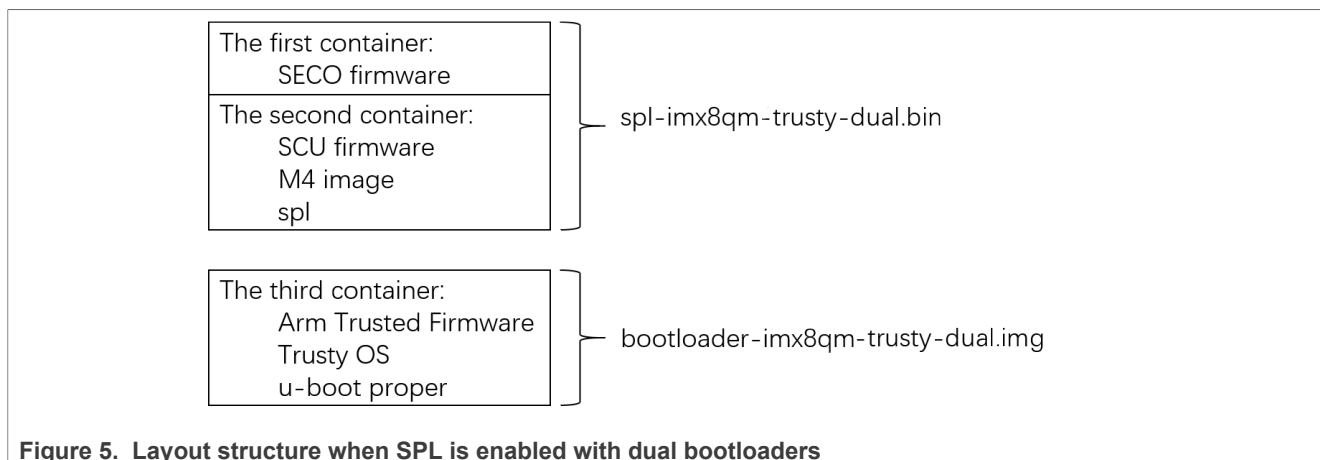 The first container:
SECO firmware
The second container:
SCU firmware
M4 image
spl
spl-imx8qm-trusty-dual.bin
The third container:
Arm Trusted Firmware
Trusty OS
u-boot proper
bootloader-imx8qm-trusty-dual.img
Figure 5. Layout structure when SPL is enabled with dual bootloaders